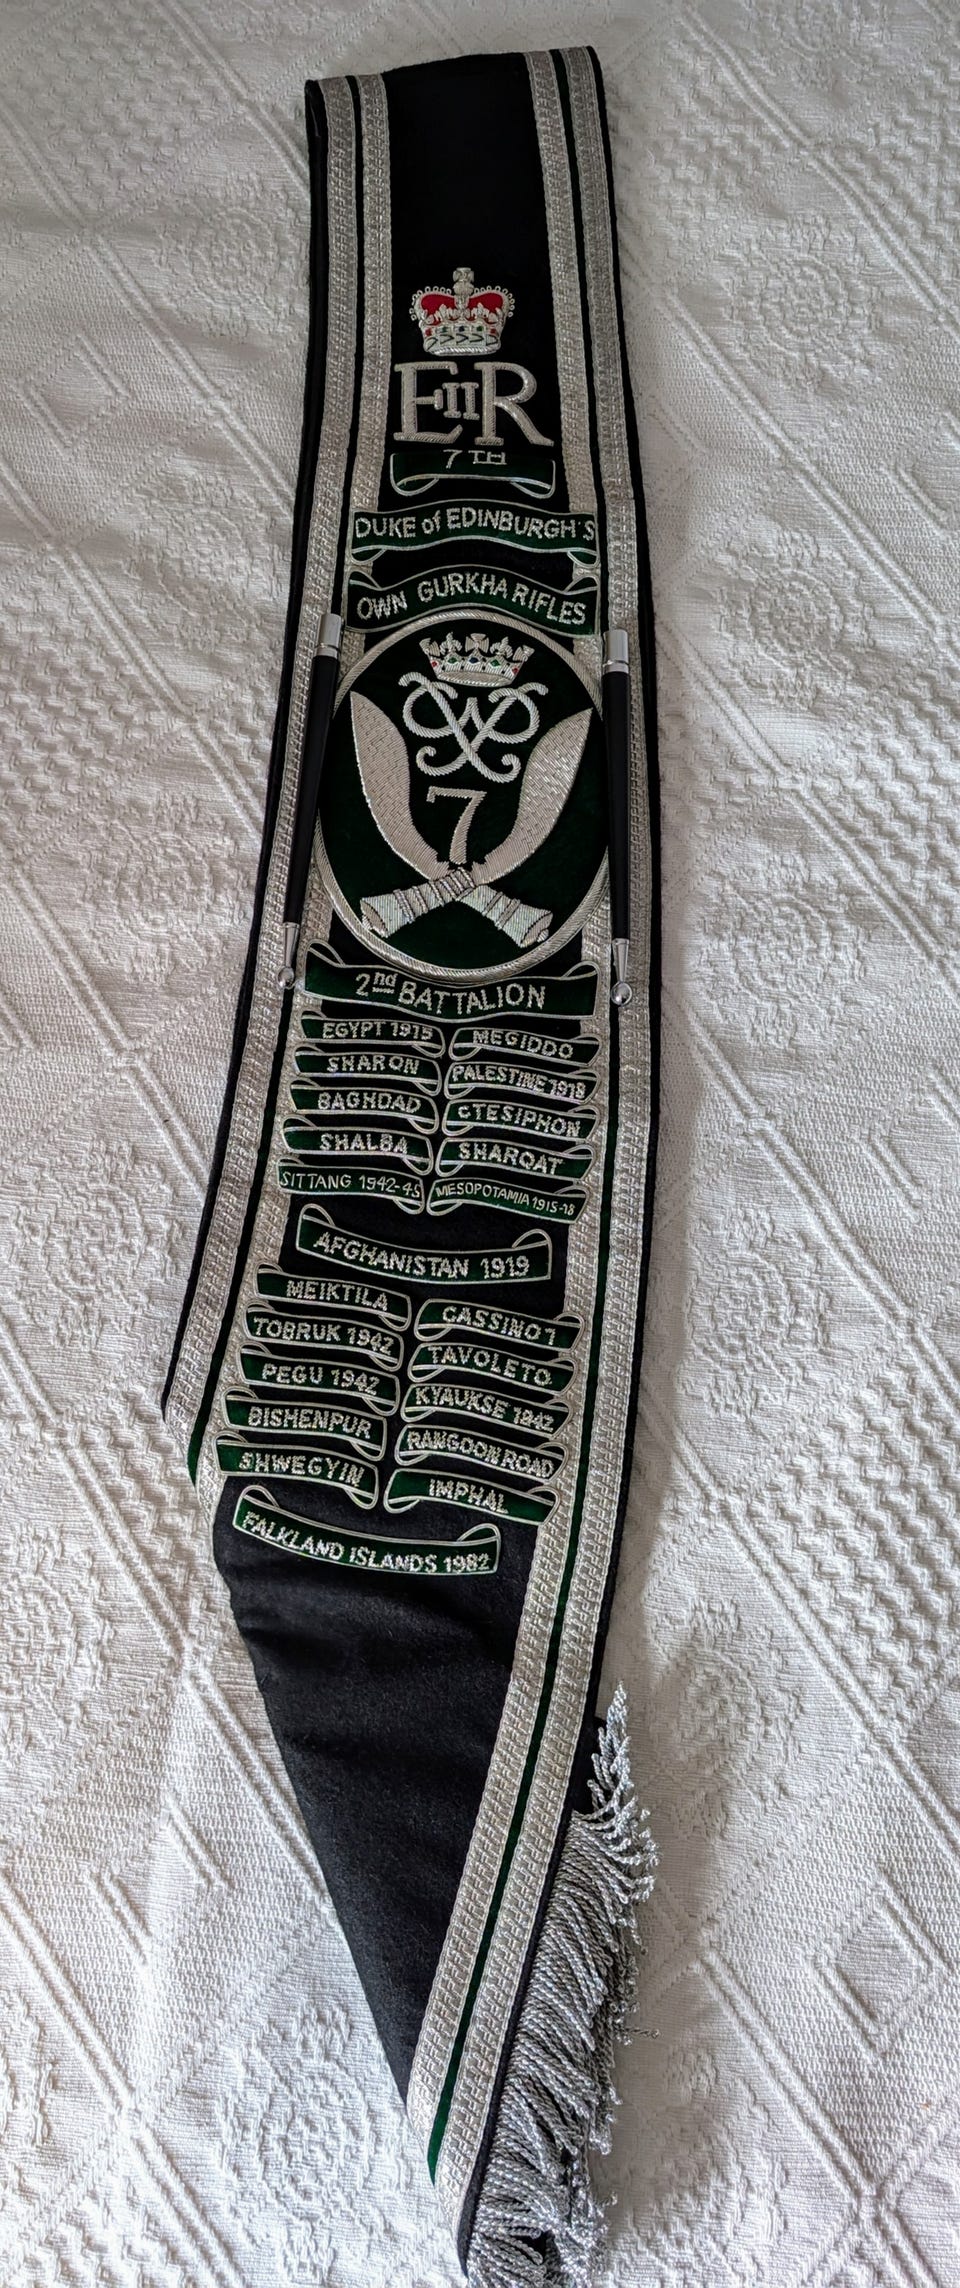 EIIR
7TH
DUKE of EDINBURGH'S
OWN GURKHA RIFLES
7
2nd BATTALION
EGYPT 1915 MEGIDDO
SHARON PALESTINE 1918
BAGHDAD CTESIPHON
SHALBA SHARQAT
SITTANG 1942-45 MESOPOTAMIA 1915-18
AFGHANISTAN 1919
MEIKTILA CASSINO 1
TOBRUK 1942 TAVOLETO
PEGU 1942 KYAUKSE 1942
BISHENPUR RANGOON ROAD
SHWEGYIN IMPHAL
FALKLAND ISLANDS 1982